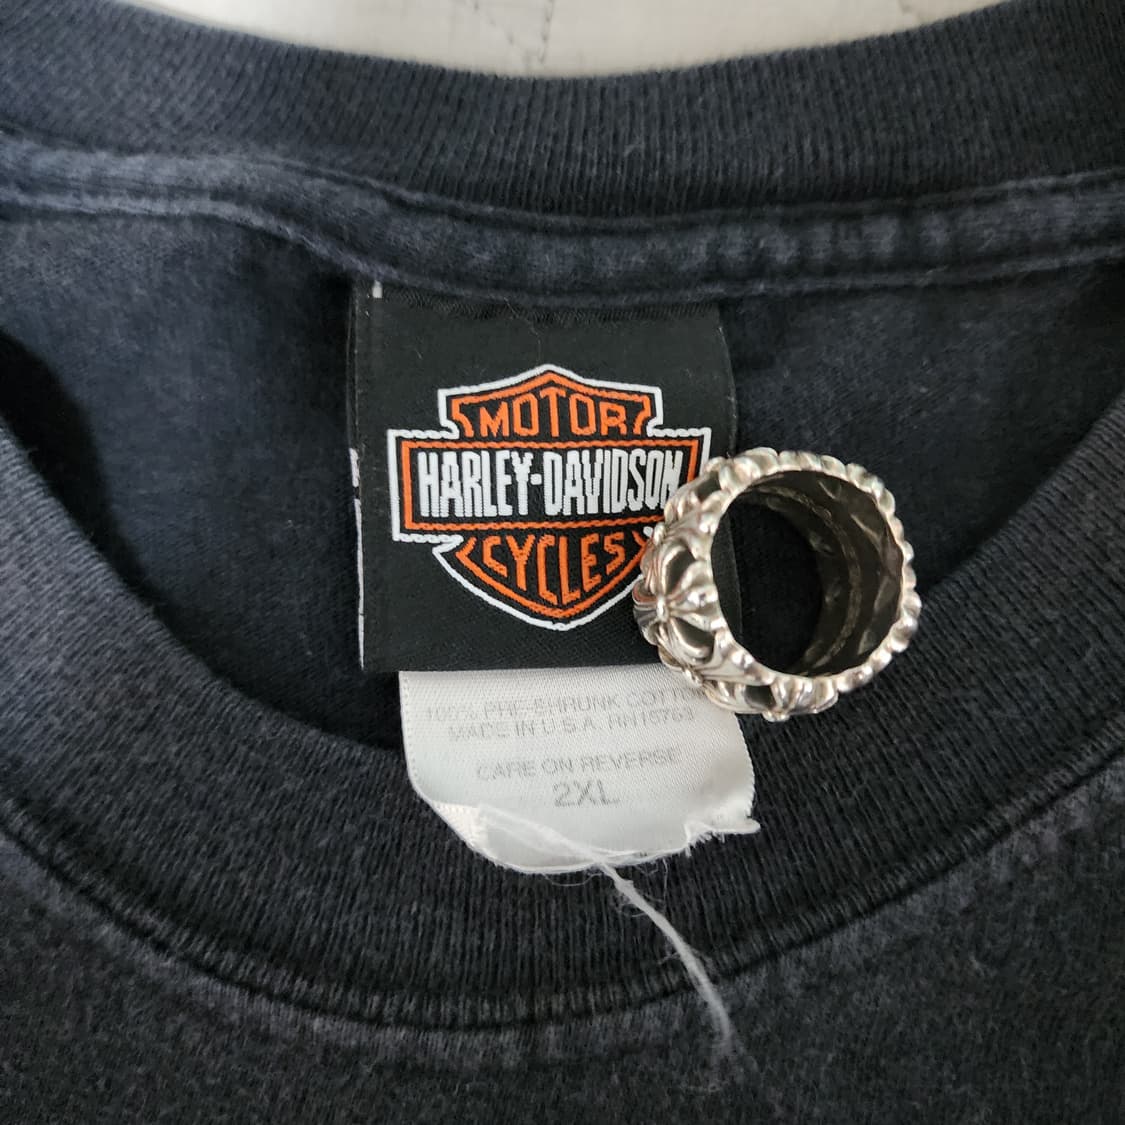 MOTOR
HARLEY-DAVIDSON
CYCLES
100% PRE-SHRUNK COTTON
MADE IN U.S.A. RN15763
CARE ON REVERSE
2XL